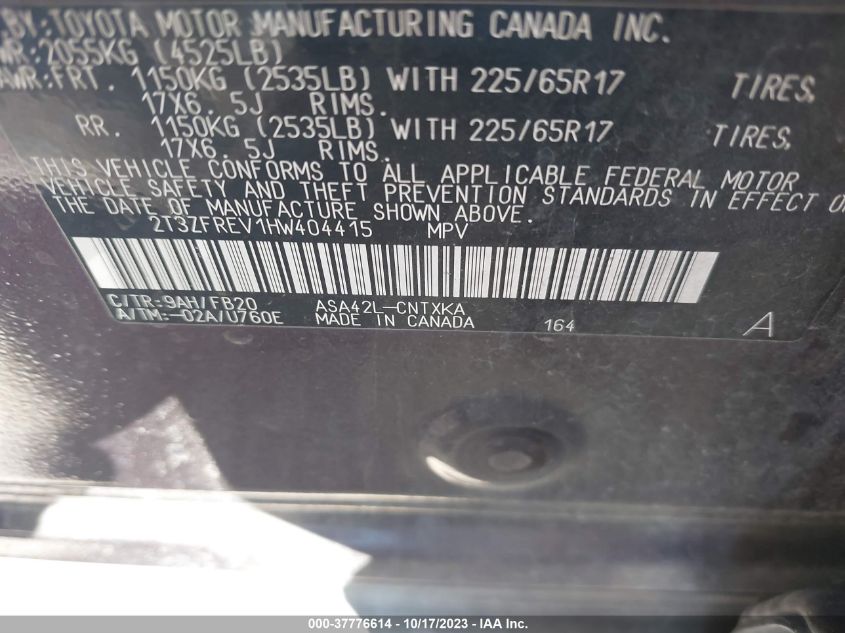 BY:TOYOTA MOTOR MANUFACTURING CANADA INC.
WR:2055KG (4525LB)
AWR:FRT. 1150KG (2535LB) WITH 225/65R17 TIRES,
17X6.5J RIMS.
RR. 1150KG (2535LB) WITH 225/65R17 TIRES,
17X6.5J RIMS.
THIS VEHICLE CONFORMS TO ALL APPLICABLE FEDERAL MOTOR
VEHICLE SAFETY AND THEFT PREVENTION STANDARDS IN EFFECT O
THE DATE OF MANUFACTURE SHOWN ABOVE.
2T3ZFREV1HW404415 MPV
C/TR:9AH/FB20 ASA42L-CNTXKA
A/TM:-02A/U760E MADE IN CANADA 164 A
000-37776614 - 10/17/2023 - IAA Inc.